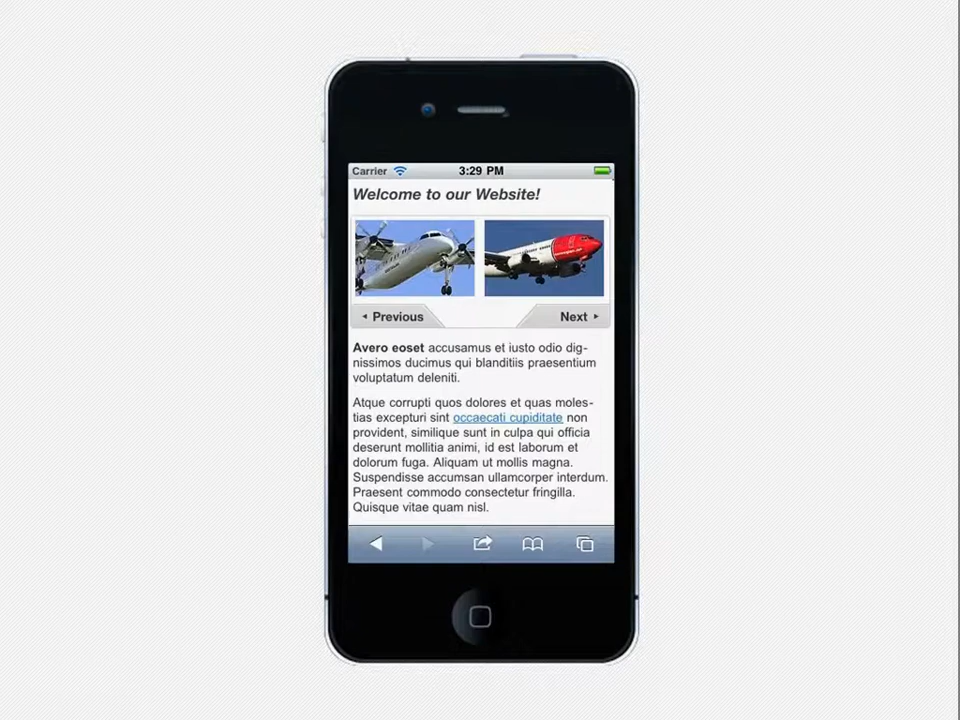 Carrier 3:29 PM
Welcome to our Website!
Previous Next
Avero eoset accusamus et iusto odio dig-
nissimos ducimus qui blanditiis praesentium
voluptatum deleniti.
Atque corrupti quos dolores et quas moles-
tias excepturi sint occaecati cupiditate non
provident, similique sunt in culpa qui officia
deserunt mollitia animi, id est laborum et
dolorum fuga. Aliquam ut mollis magna.
Suspendisse accumsan ullamcorper interdum.
Praesent commodo consectetur fringilla.
Quisque vitae quam nisl.